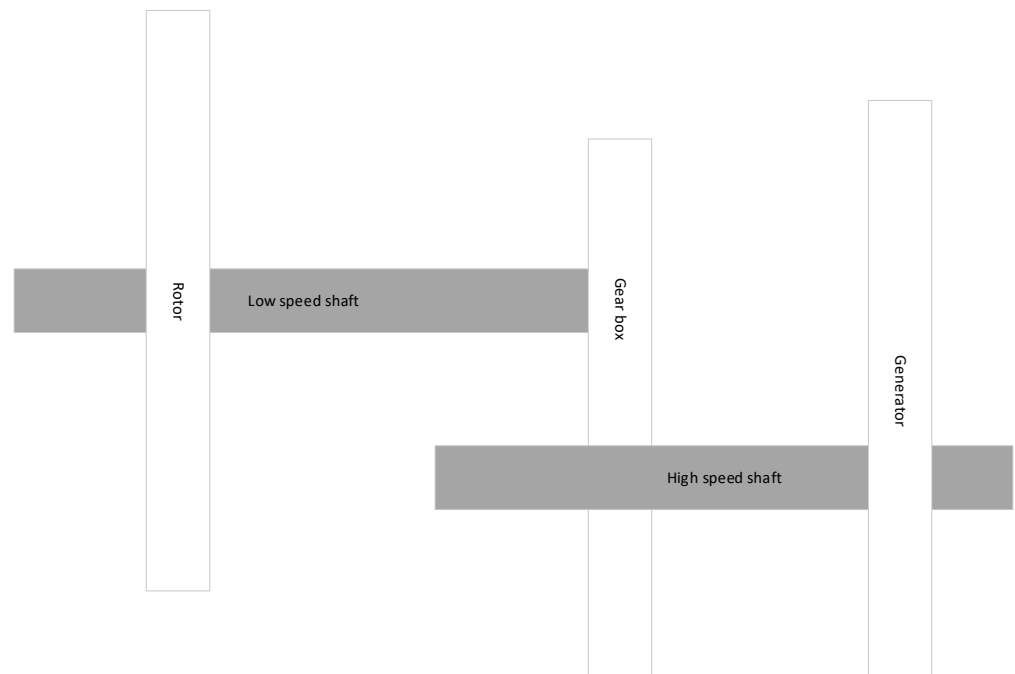 Rotor
Low speed shaft
Gear box
Generator
High speed shaft